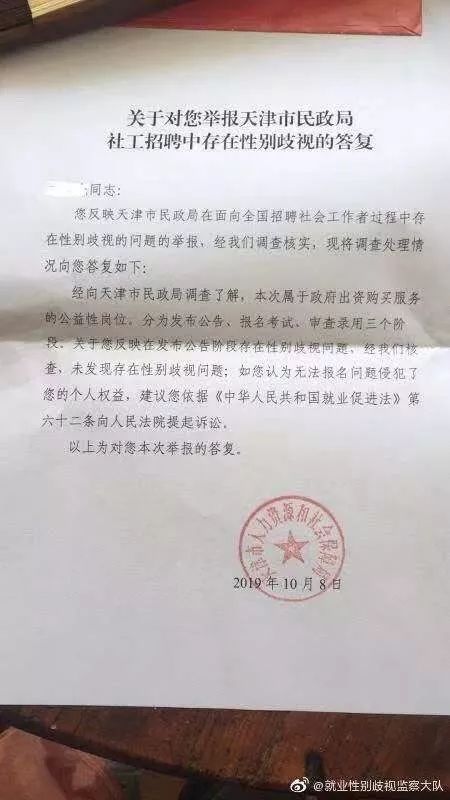 关于对您举报天津市民政局
社工招聘中存在性别歧视的答复
同志:
您反映天津市民政局在面向全国招聘社会工作者过程中存
在性别歧视的问题的举报，经我们调查核实，现将调查处理情
况向您答复如下:
经向天津市民政局调查了解，本次属于政府出资购买服务
的公益性岗位，分为发布公告、报名考试、审查录用三个阶
段。关于您反映在发布公告阶段存在性别歧视问题，经我们核
查，未发现存在性别歧视问题；如您认为无法报名问题侵犯了
您的个人权益，建议您依据《中华人民共和国就业促进法》第
六十二条向人民法院提起诉讼。
以上为对您本次举报的答复。
天津市人力资源和社会保障局
2019 年 10 月 8 日
@就业性别歧视监察大队